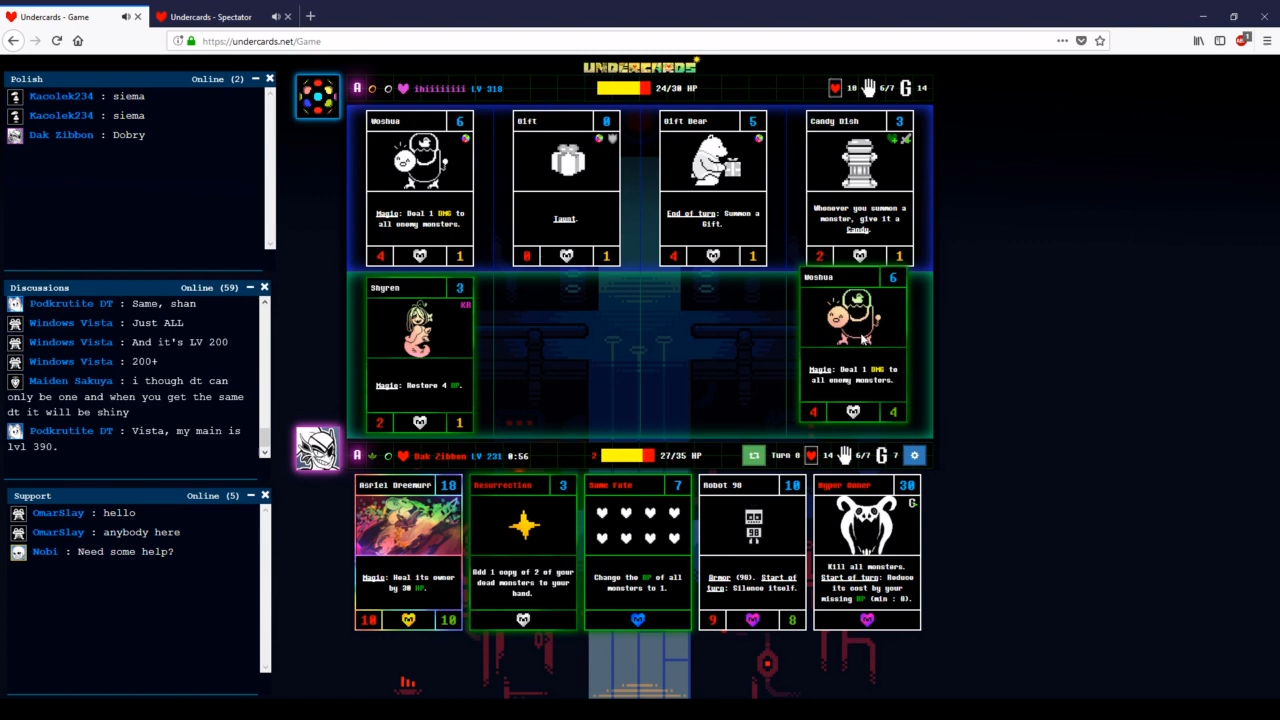 Undercards - Game
Undercards - Spectator
https://undercards.net/Game
UNDERCARDS
Polish
Online (2)
Kacolek234 : siema
Kacolek234 : siema
Dak Zibbon : Dobry
Discussions
Online (59)
Podkrutite DT : Same, shan
Windows Vista : Just ALL
Windows Vista : And it's LV 200
Windows Vista : 200+
Maiden Sakuya : i though dt can
only be one and when you get the same
dt it will be shiny
Podkrutite DT : Vista, my main is
lvl 390.
Support
Online (5)
OmarSlay : hello
OmarSlay : anybody here
Nobi : Need some help?
LV 318
24/30 HP
18
6/7
G 14
Woshua 6
Magic: Deal 1 DMG to
all enemy monsters.
4 1
Gift 0
Taunt.
0 1
Gift Bear 5
End of turn: Summon a
Gift.
4 1
Candy Dish 3
Whenever you summon a
monster, give it a
Candy.
2 1
Shyren 3
KR
Magic: Restore 4 HP.
2 1
Woshua 6
Magic: Deal 1 DMG to
all enemy monsters.
4 4
Dak Zibbon LV 231 0:56
2
27/35 HP
Turn 8
14
6/7
G 7
Asriel Dreemurr 18
Magic: Heal its owner
by 30 HP.
10 10
Resurrection 3
Add 1 copy of 2 of your
dead monsters to your
hand.
Same Fate 7
Change the HP of all
monsters to 1.
Robot 98 10
98
Armor (98). Start of
turn: Silence itself.
9 8
Hyper Goner 30
G-
Kill all monsters.
Start of turn: Reduce
its cost by your
missing HP (min : 0).